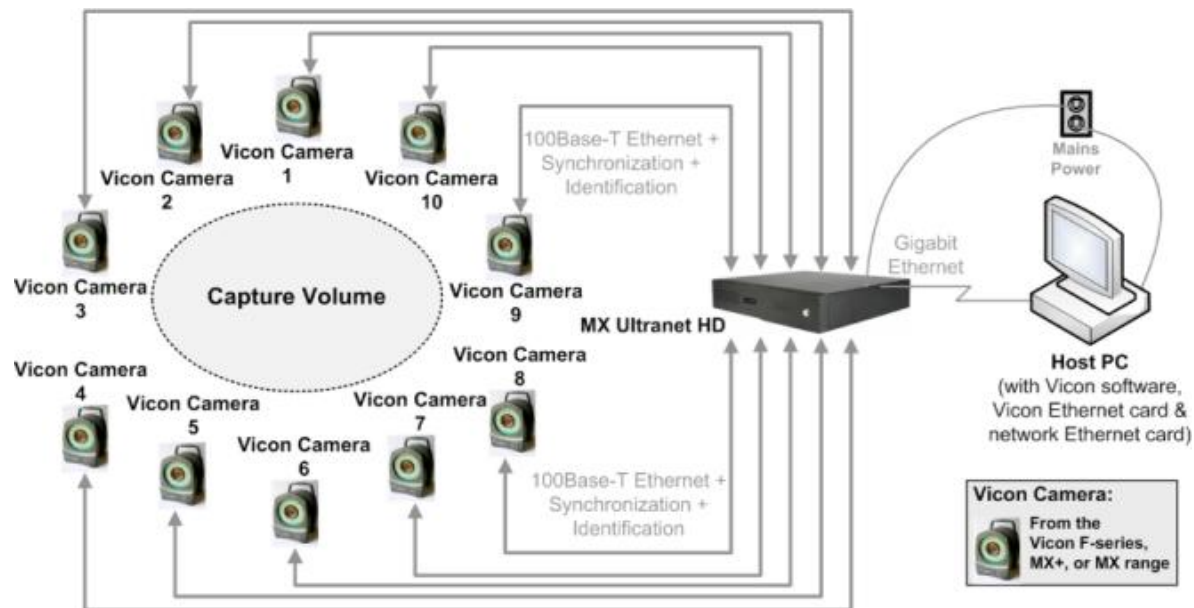 Vicon Camera
1
Vicon Camera
2
Vicon Camera
10
Vicon Camera
3
Vicon Camera
9
100Base-T Ethernet +
Synchronization +
Identification
Capture Volume
MX Ultranet HD
Gigabit
Ethernet
Mains
Power
Host PC
(with Vicon software,
Vicon Ethernet card &
network Ethernet card)
Vicon Camera
4
Vicon Camera
5
Vicon Camera
6
Vicon Camera
7
Vicon Camera
8
100Base-T Ethernet +
Synchronization +
Identification
Vicon Camera:
From the
Vicon F-series,
MX+, or MX range